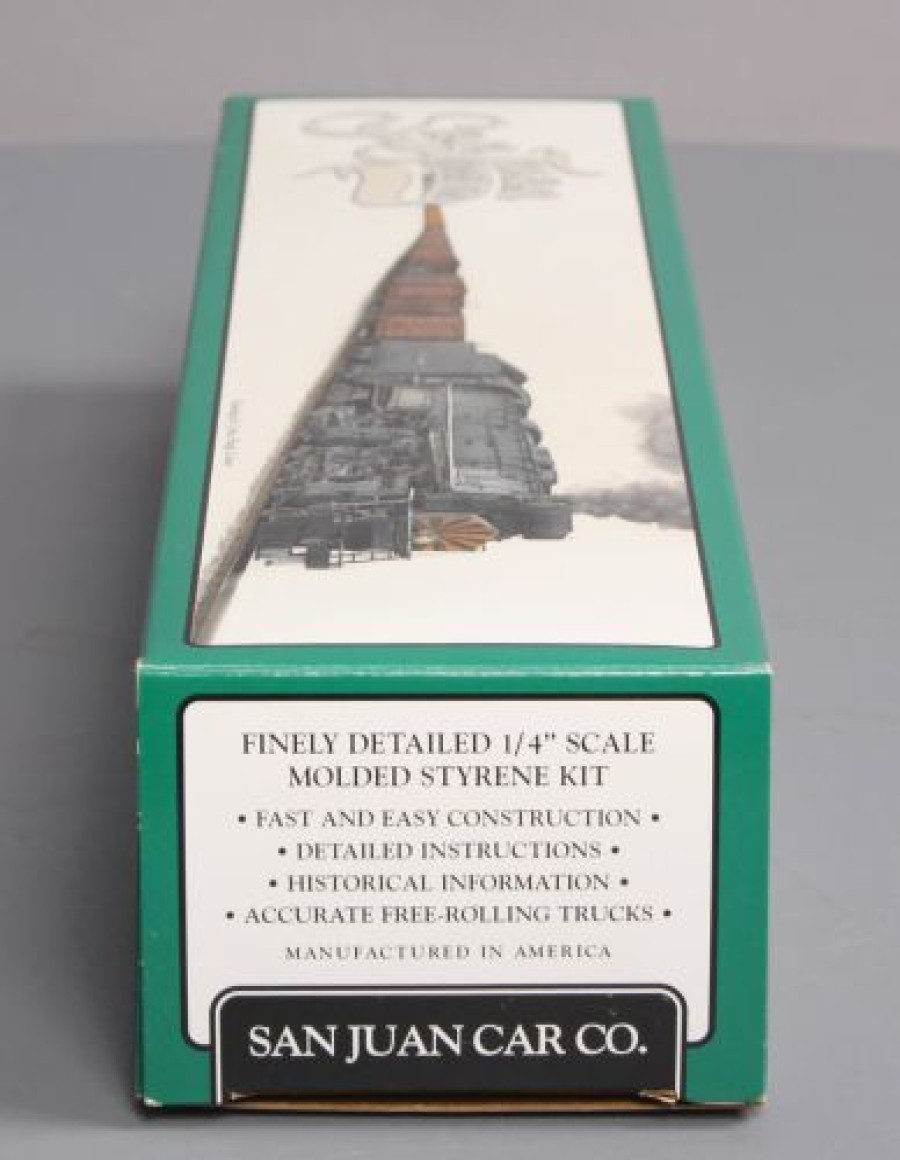 FINELY DETAILED 1/4" SCALE
MOLDED STYRENE KIT
• FAST AND EASY CONSTRUCTION •
• DETAILED INSTRUCTIONS •
• HISTORICAL INFORMATION •
• ACCURATE FREE-ROLLING TRUCKS •
MANUFACTURED IN AMERICA
SAN JUAN CAR CO.